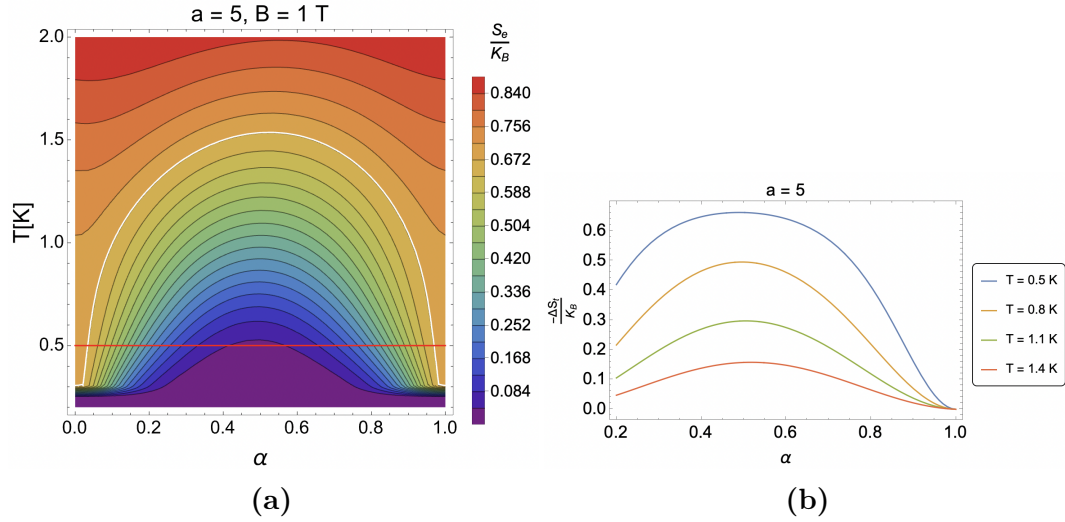 a = 5, B = 1 T
S_e
K_B
2.0
1.5
1.0
0.5
T[K]
0.0
0.2
0.4
0.6
0.8
1.0
α
0.840
0.756
0.672
0.588
0.504
0.420
0.336
0.252
0.168
0.084
(a)
a = 5
0.6
0.5
0.4
0.3
0.2
0.1
0.0
-ΔS_t
K_B
0.2
0.4
0.6
0.8
1.0
α
T = 0.5 K
T = 0.8 K
T = 1.1 K
T = 1.4 K
(b)